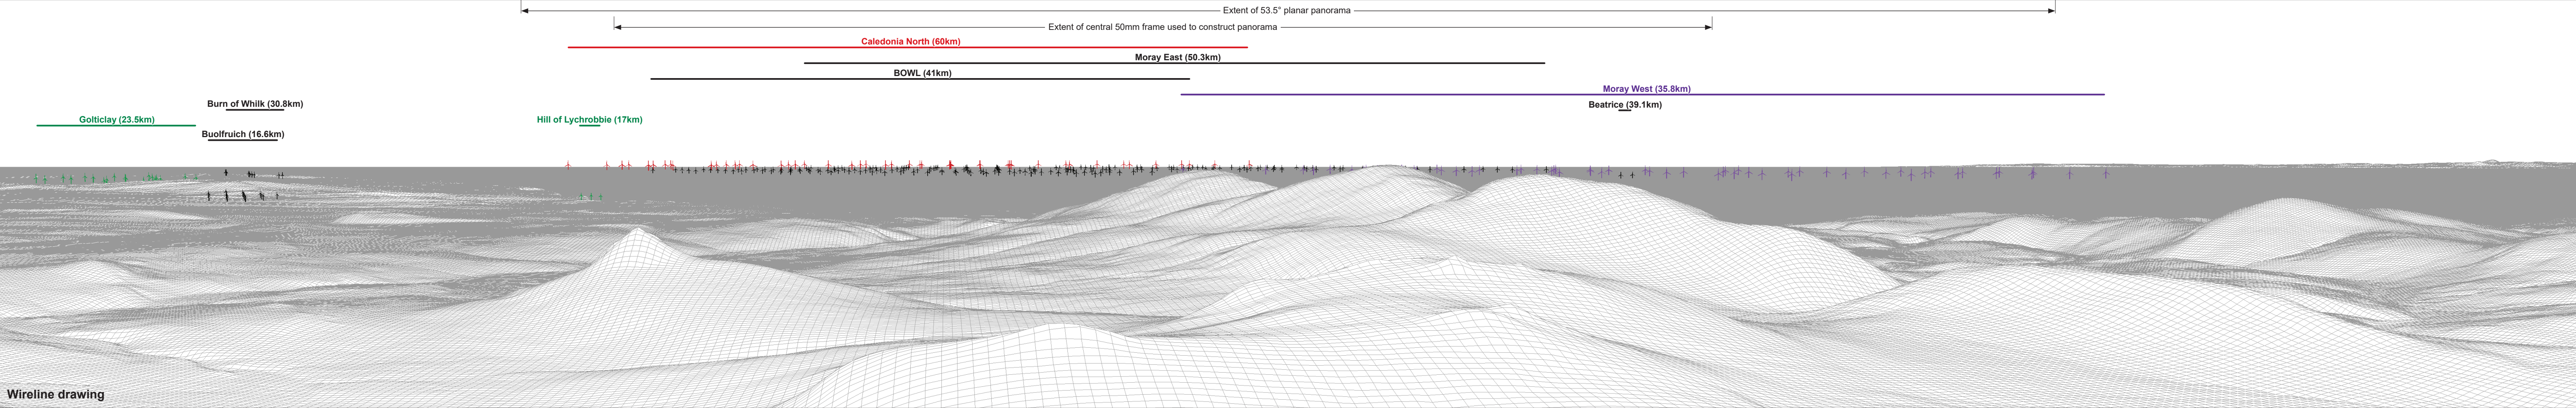 Extent of 53.5° planar panorama
Extent of central 50mm frame used to construct panorama
Caledonia North (60km)
Moray East (50.3km)
BOWL (41km)
Moray West (35.8km)
Burn of Whilk (30.8km)
Beatrice (39.1km)
Golticlay (23.5km)
Hill of Lychrobbie (17km)
Buolfruich (16.6km)
Wireline drawing